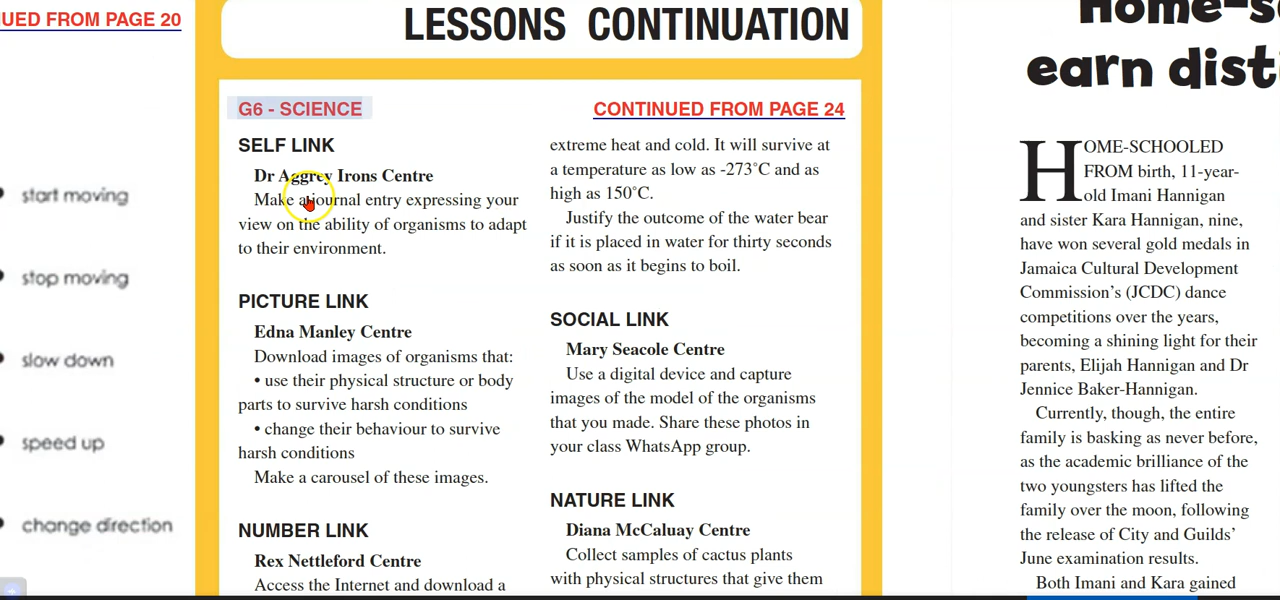 UED FROM PAGE 20
start moving
stop moving
slow down
speed up
change direction
LESSONS CONTINUATION
G6 - SCIENCE
SELF LINK
Dr Aggrey Irons Centre
Make a journal entry expressing your
view on the ability of organisms to adapt
to their environment.
PICTURE LINK
Edna Manley Centre
Download images of organisms that:
• use their physical structure or body
parts to survive harsh conditions
• change their behaviour to survive
harsh conditions
Make a carousel of these images.
NUMBER LINK
Rex Nettleford Centre
Access the Internet and download a
CONTINUED FROM PAGE 24
extreme heat and cold. It will survive at
a temperature as low as -273˚C and as
high as 150˚C.
Justify the outcome of the water bear
if it is placed in water for thirty seconds
as soon as it begins to boil.
SOCIAL LINK
Mary Seacole Centre
Use a digital device and capture
images of the model of the organisms
that you made. Share these photos in
your class WhatsApp group.
NATURE LINK
Diana McCaluay Centre
Collect samples of cactus plants
with physical structures that give them
Home-s
earn dist
HOME-SCHOOLED
FROM birth, 11-year-
old Imani Hannigan
and sister Kara Hannigan, nine,
have won several gold medals in
Jamaica Cultural Development
Commission's (JCDC) dance
competitions over the years,
becoming a shining light for their
parents, Elijah Hannigan and Dr
Jennice Baker-Hannigan.
Currently, though, the entire
family is basking as never before,
as the academic brilliance of the
two youngsters has lifted the
family over the moon, following
the release of City and Guilds'
June examination results.
Both Imani and Kara gained